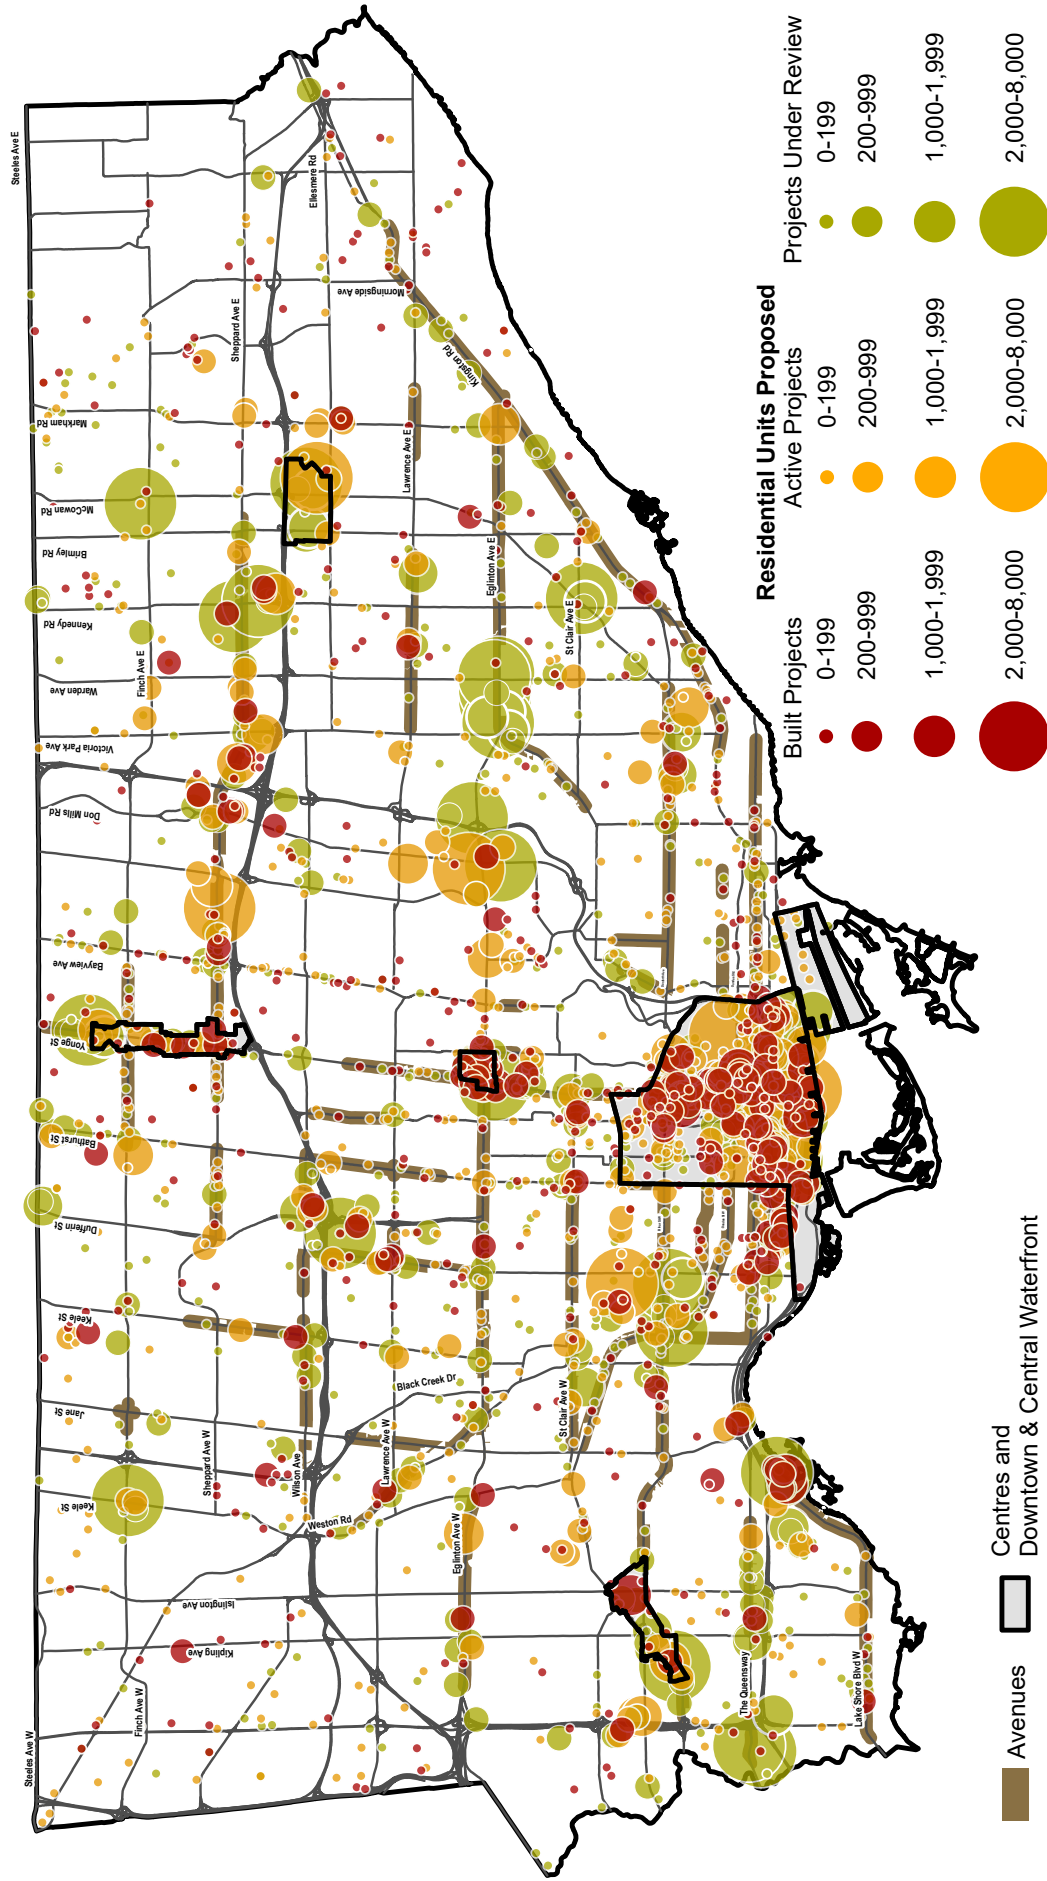 Steeles Ave E
Ellesmere Rd
Sheppard Ave E
Morningside Ave
Kingston Rd
Markham Rd
Lawrence Ave E
McCowan Rd
Brimley Rd
Eglinton Ave E
Kennedy Rd
St Clair Ave E
Finch Ave E
Warden Ave
Victoria Park Ave
Don Mills Rd
Bayview Ave
Yonge St
Bathurst St
Dufferin St
Keele St
Black Creek Dr
Jane St
St Clair Ave W
Sheppard Ave W
Wilson Ave
Lawrence Ave W
Keele St
Weston Rd
Eglinton Ave W
Islington Ave
Kipling Ave
The Queensway
Finch Ave W
Lake Shore Blvd W
Steeles Ave W
Avenues
Centres and
Downtown & Central Waterfront
Residential Units Proposed
Built Projects
0-199
200-999
1,000-1,999
2,000-8,000
Active Projects
0-199
200-999
1,000-1,999
2,000-8,000
Projects Under Review
0-199
200-999
1,000-1,999
2,000-8,000